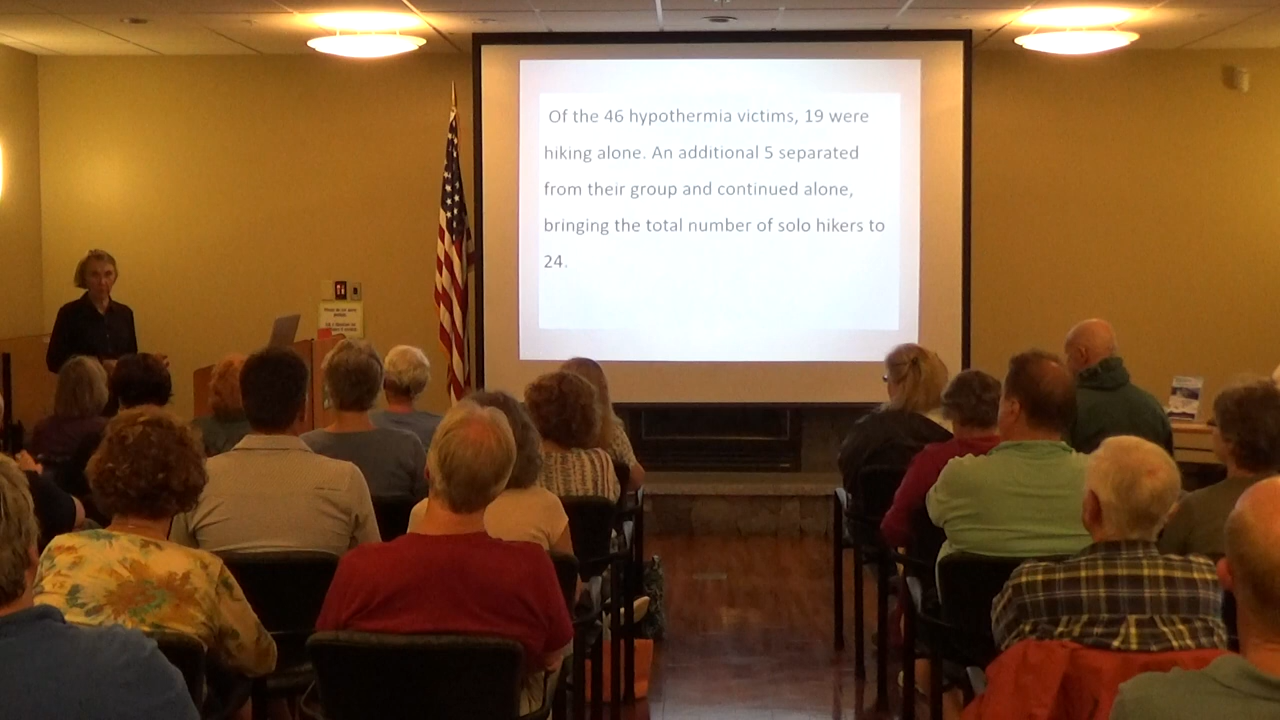 Of the 46 hypothermia victims, 19 were
hiking alone. An additional 5 separated
from their group and continued alone,
bringing the total number of solo hikers to
24.